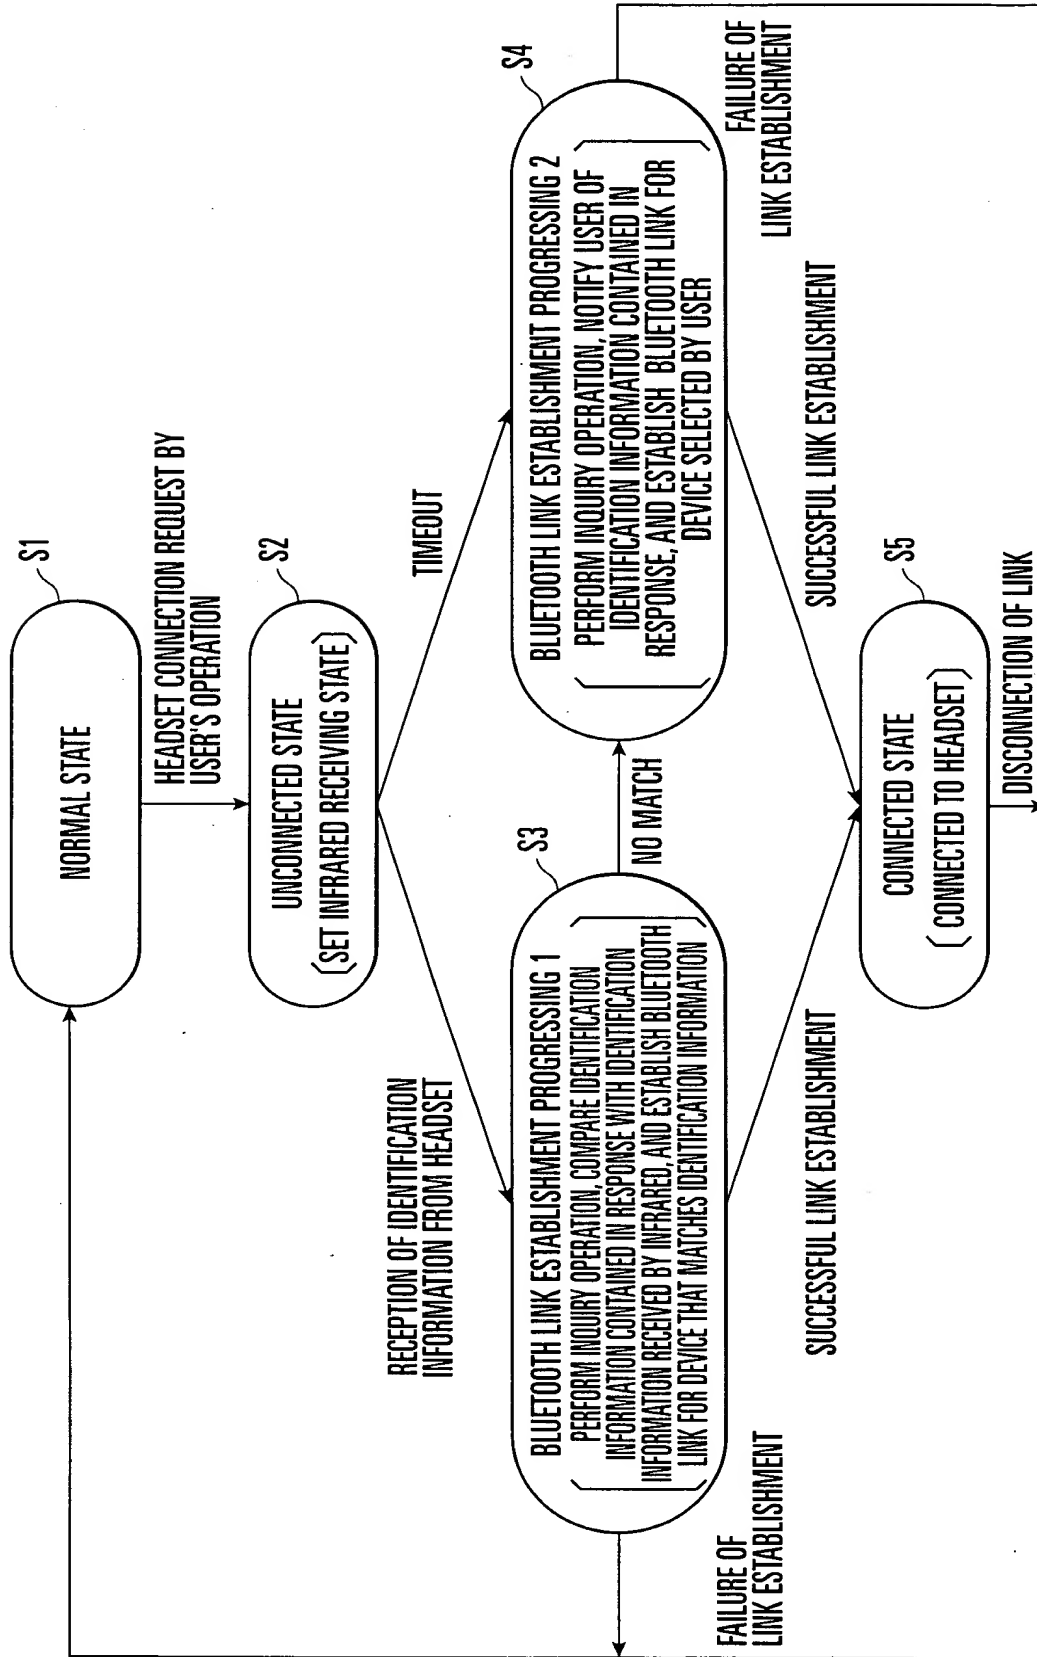 S1
NORMAL STATE
HEADSET CONNECTION REQUEST BY
USER'S OPERATION
S2
UNCONNECTED STATE
(SET INFRARED RECEIVING STATE)
RECEPTION OF IDENTIFICATION
INFORMATION FROM HEADSET
TIMEOUT
S3
BLUETOOTH LINK ESTABLISHMENT PROGRESSING 1
PERFORM INQUIRY OPERATION, COMPARE IDENTIFICATION
INFORMATION CONTAINED IN RESPONSE WITH IDENTIFICATION
INFORMATION RECEIVED BY INFRARED, AND ESTABLISH BLUETOOTH
LINK FOR DEVICE THAT MATCHES IDENTIFICATION INFORMATION
NO MATCH
S4
BLUETOOTH LINK ESTABLISHMENT PROGRESSING 2
PERFORM INQUIRY OPERATION, NOTIFY USER OF
IDENTIFICATION INFORMATION CONTAINED IN
RESPONSE, AND ESTABLISH BLUETOOTH LINK FOR
DEVICE SELECTED BY USER
FAILURE OF
LINK ESTABLISHMENT
SUCCESSFUL LINK ESTABLISHMENT
SUCCESSFUL LINK ESTABLISHMENT
FAILURE OF
LINK ESTABLISHMENT
S5
CONNECTED STATE
(CONNECTED TO HEADSET)
DISCONNECTION OF LINK